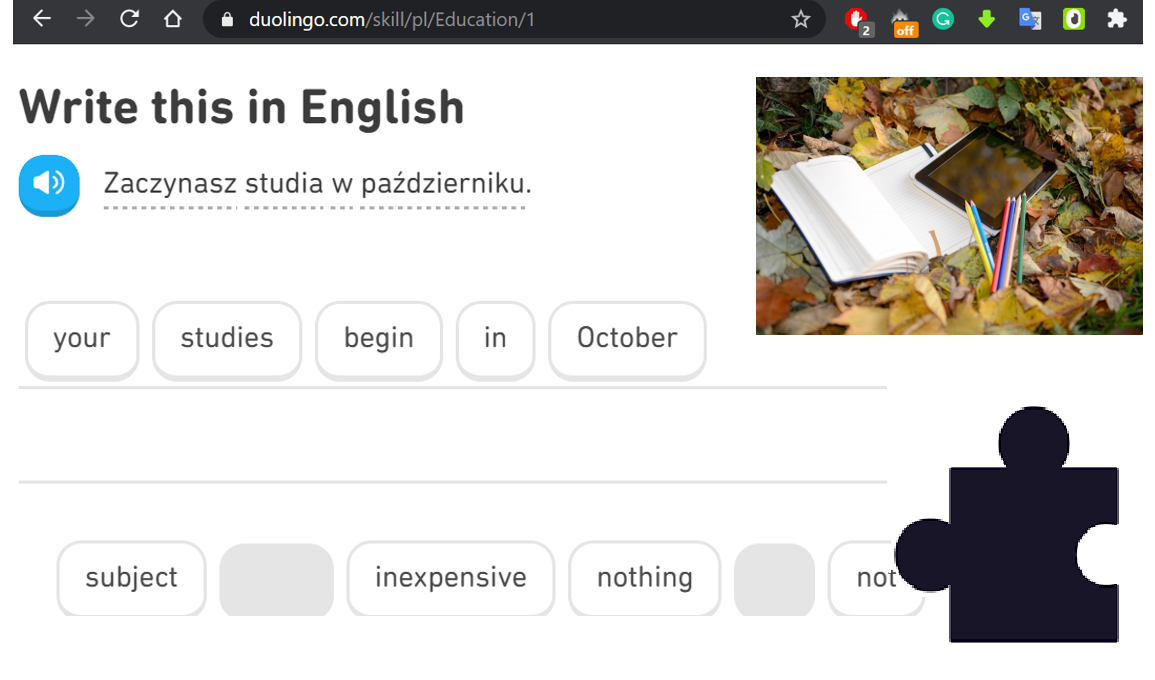 duolingo.com/skill/pl/Education/1
2
off
Write this in English
Zaczynasz studia w październiku.
your studies begin in October
subject inexpensive nothing not